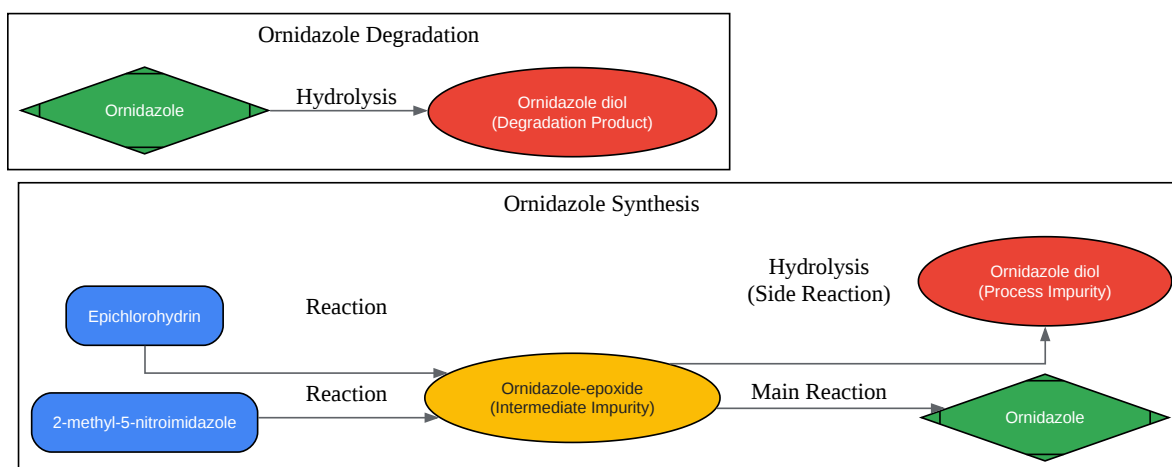 Ornidazole Degradation
Ornidazole
Hydrolysis
Ornidazole diol
(Degradation Product)
Ornidazole Synthesis
Epichlorohydrin
Reaction
2-methyl-5-nitroimidazole
Reaction
Ornidazole-epoxide
(Intermediate Impurity)
Hydrolysis
(Side Reaction)
Ornidazole diol
(Process Impurity)
Main Reaction
Ornidazole